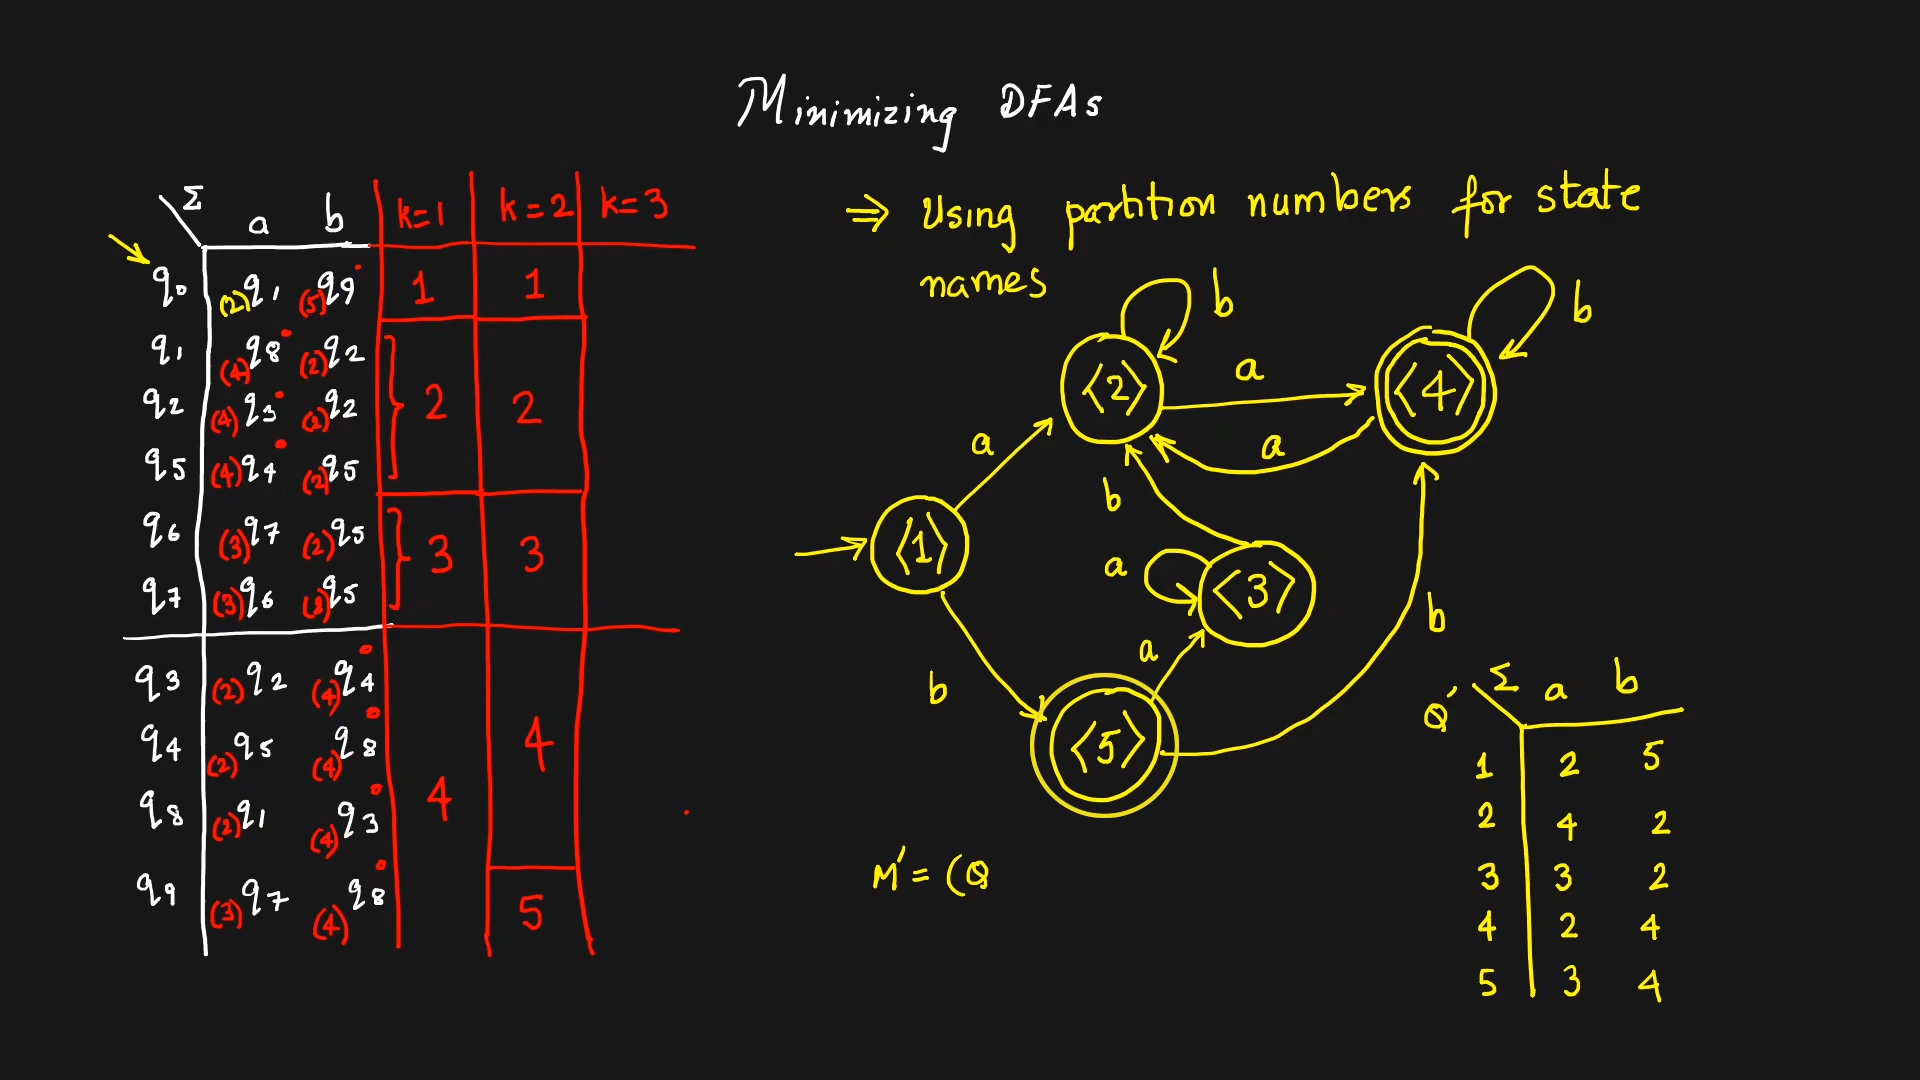 Minimizing DFAs
Σ a b k=1 k=2 k=3
q0 (2)q1 (5)q9 1 1
q1 (4)q8 (2)q2
q2 (4)q3 (2)q2 2 2
q5 (4)q4 (2)q5
q6 (3)q7 (2)q5 3 3
q7 (3)q6 (2)q5
q3 (2)q2 (4)q4
q4 (2)q5 (4)q8 4
q8 (2)q1 (4)q3 4
q9 (3)q7 (4)q8 5
⇒ Using partition numbers for state
names
b
b
⟨2⟩ a ⟨4⟩
a
a
b
⟨1⟩
a ⟨3⟩
b
a
b
⟨5⟩
M' = (Q
Q' Σ a b
1 2 5
2 4 2
3 3 2
4 2 4
5 3 4